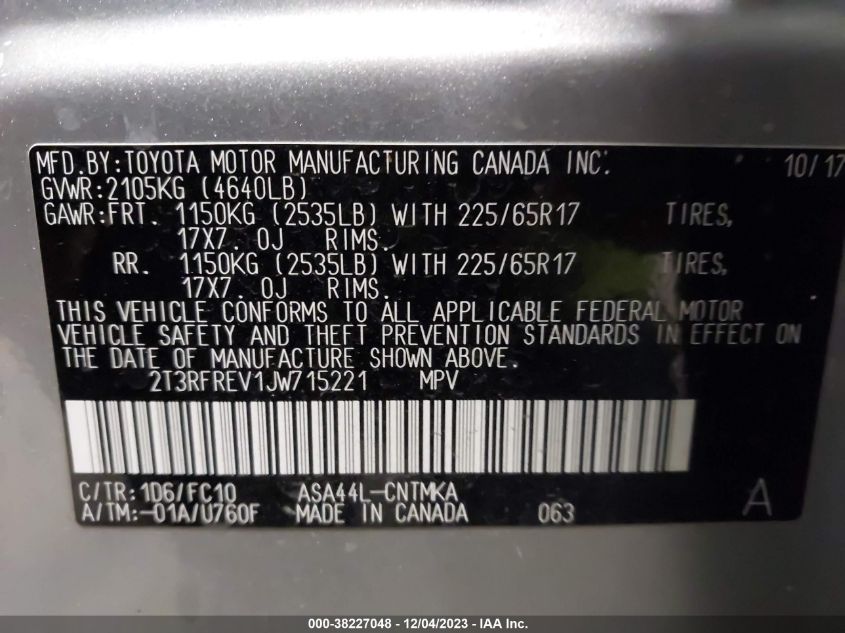 MFD.BY:TOYOTA MOTOR MANUFACTURING CANADA INC. 10/17
GVWR:2105KG (4640LB)
GAWR:FRT. 1150KG (2535LB) WITH 225/65R17 TIRES,
17X7.0J RIMS.
RR. 1150KG (2535LB) WITH 225/65R17 TIRES,
17X7.0J RIMS.
THIS VEHICLE CONFORMS TO ALL APPLICABLE FEDERAL MOTOR
VEHICLE SAFETY AND THEFT PREVENTION STANDARDS IN EFFECT ON
THE DATE OF MANUFACTURE SHOWN ABOVE.
2T3RFREV1JW715221 MPV
C/TR:1D6/FC10 ASA44L-CNTMKA A
A/TM:-01A/U760F MADE IN CANADA 063
000-38227048 - 12/04/2023 - IAA Inc.